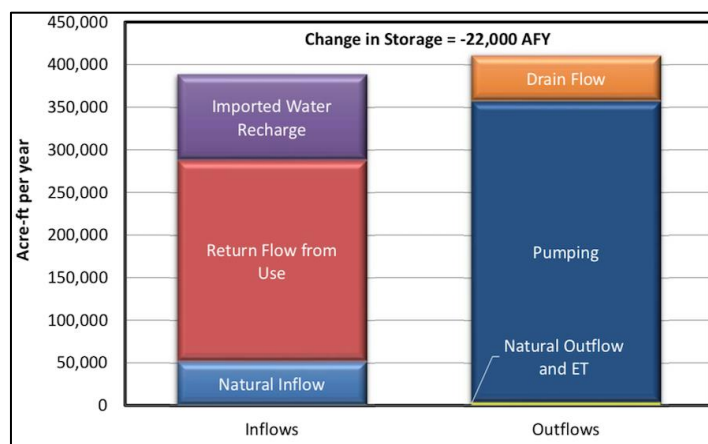 Change in Storage = -22,000 AFY
450,000
400,000
350,000
300,000
250,000
200,000
150,000
100,000
50,000
0
Acre-ft per year
Imported Water
Recharge
Return Flow from
Use
Natural Inflow
Drain Flow
Pumping
Natural Outflow
and ET
Inflows
Outflows